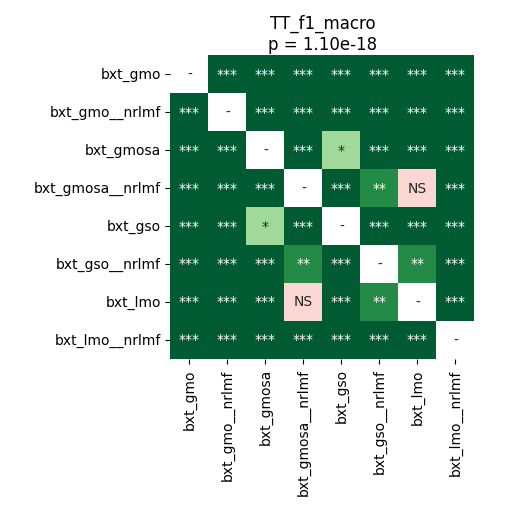 TT_f1_macro
p = 1.10e-18
bxt_gmo - *** *** *** *** *** *** ***
bxt_gmo__nrlmf *** - *** *** *** *** *** ***
bxt_gmosa *** *** - *** * *** *** ***
bxt_gmosa__nrlmf *** *** *** - *** ** NS ***
bxt_gso *** *** * *** - *** *** ***
bxt_gso__nrlmf *** *** *** ** *** - ** ***
bxt_lmo *** *** *** NS *** ** - ***
bxt_lmo__nrlmf *** *** *** *** *** *** *** -
bxt_gmo
bxt_gmo__nrlmf
bxt_gmosa
bxt_gmosa__nrlmf
bxt_gso
bxt_gso__nrlmf
bxt_lmo
bxt_lmo__nrlmf